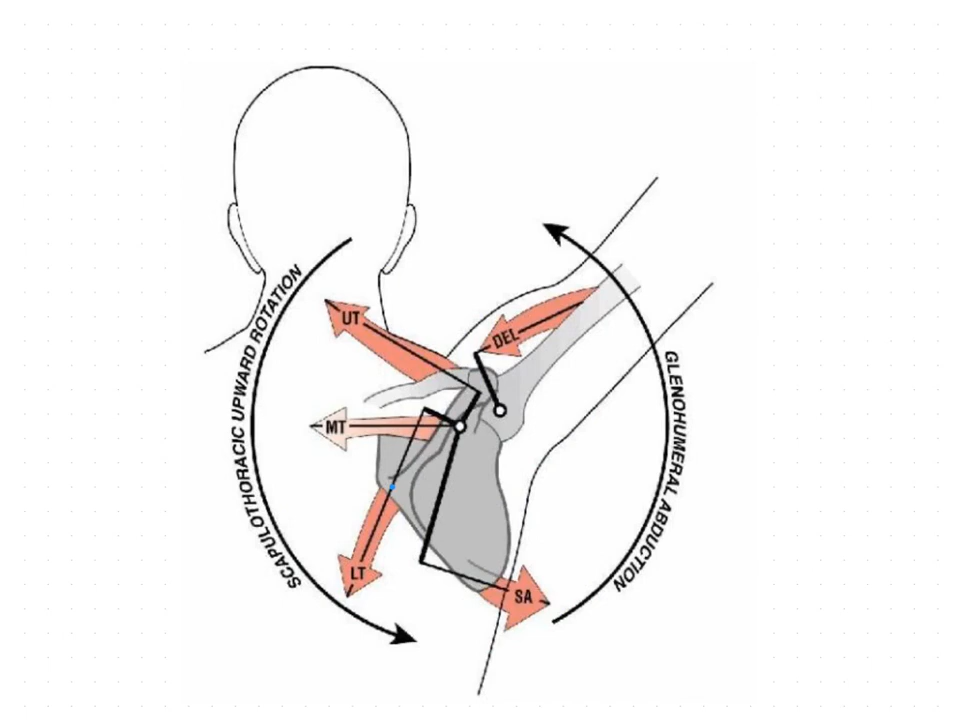 SCAPULOTHORACIC UPWARD ROTATION
UT
DEL
MT
LT
SA
GLENOHUMERAL ABDUCTION